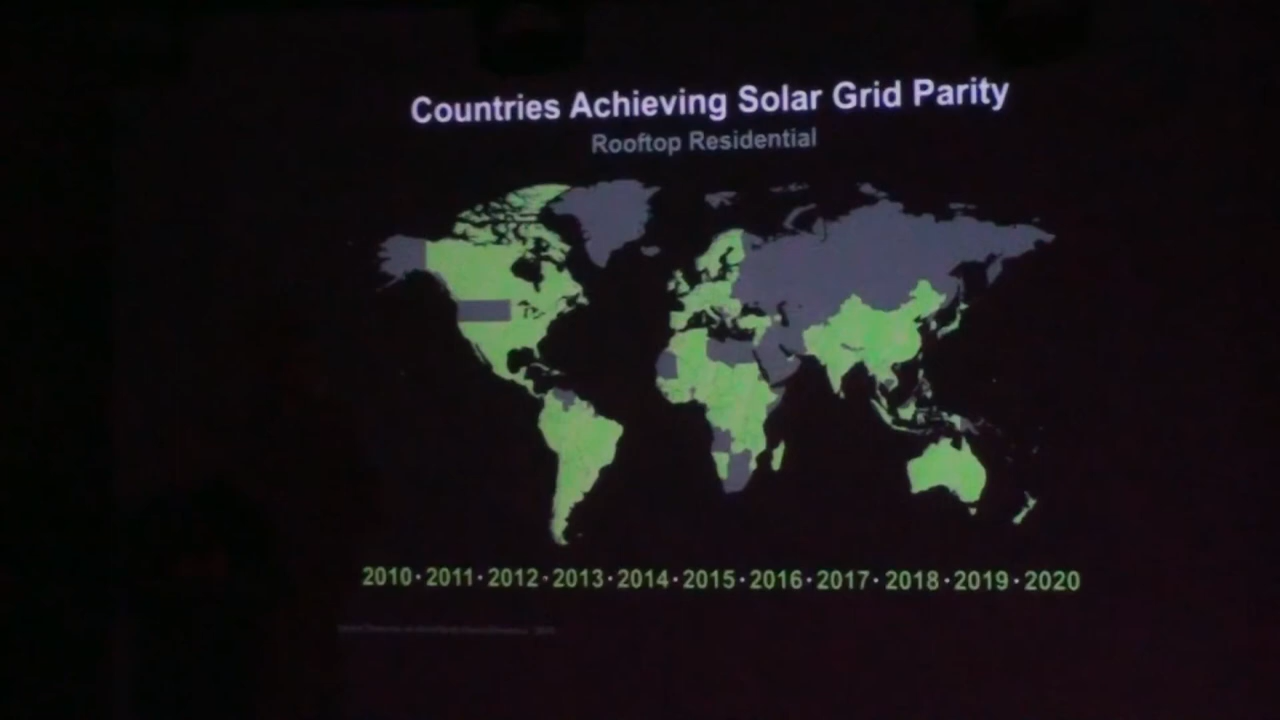 Countries Achieving Solar Grid Parity
Rooftop Residential
2010 · 2011 · 2012 · 2013 · 2014 · 2015 · 2016 · 2017 · 2018 · 2019 · 2020